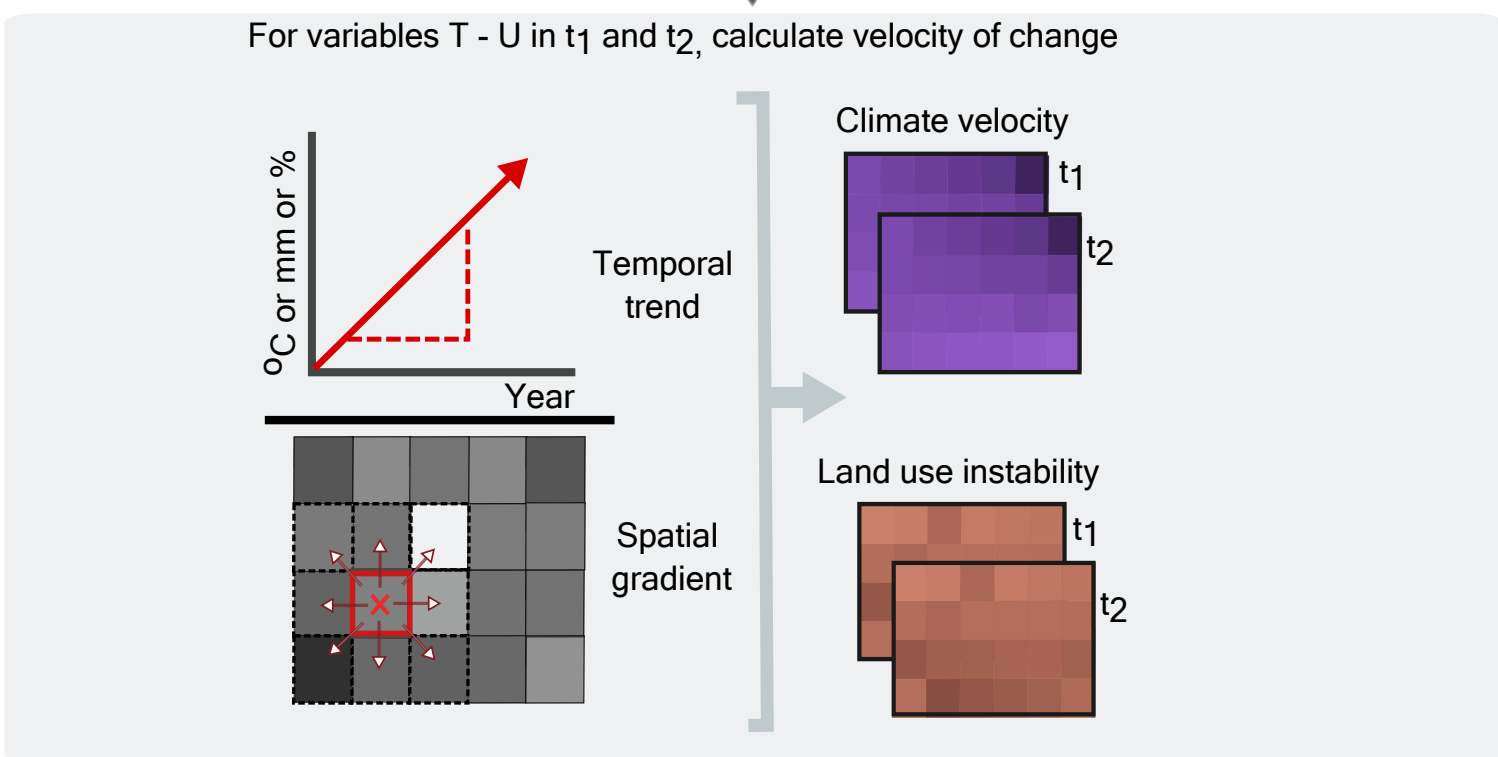 For variables T - U in t1 and t2, calculate velocity of change
oC or mm or %
Year
Temporal
trend
Spatial
gradient
Climate velocity
t1
t2
Land use instability
t1
t2